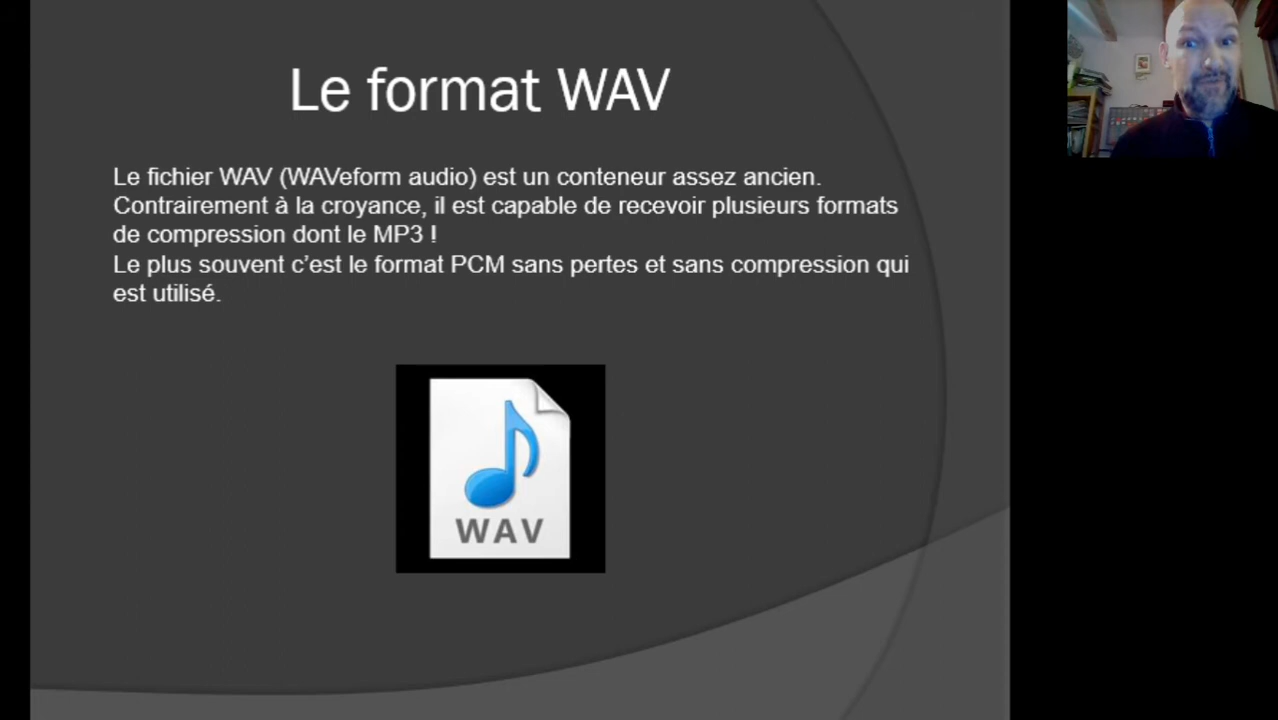 Le format WAV
Le fichier WAV (WAVeform audio) est un conteneur assez ancien.
Contrairement à la croyance, il est capable de recevoir plusieurs formats
de compression dont le MP3 !
Le plus souvent c’est le format PCM sans pertes et sans compression qui
est utilisé.
WAV